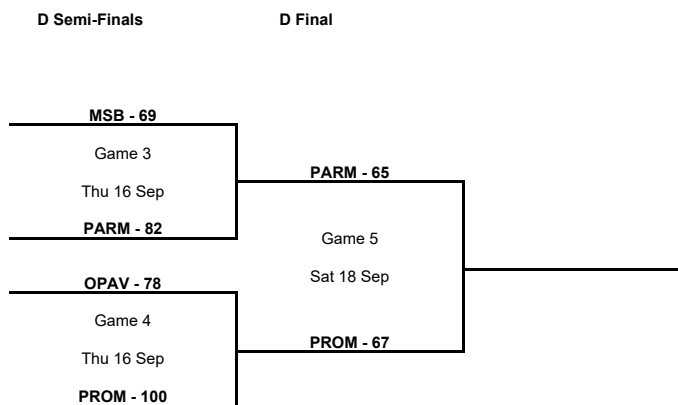 D Semi-Finals
D Final
MSB - 69
Game 3
Thu 16 Sep
PARM - 82
PARM - 65
Game 5
Sat 18 Sep
PROM - 67
OPAV - 78
Game 4
Thu 16 Sep
PROM - 100